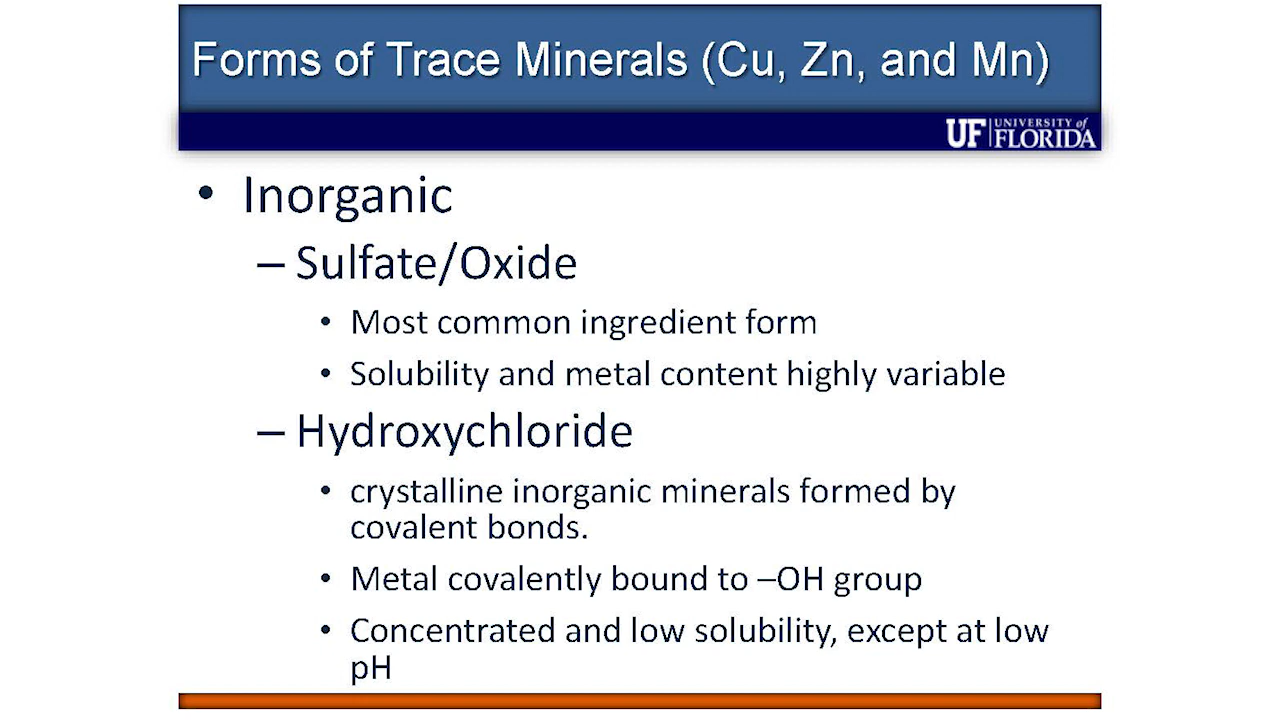 Forms of Trace Minerals (Cu, Zn, and Mn)
UF UNIVERSITY of
FLORIDA
• Inorganic
– Sulfate/Oxide
• Most common ingredient form
• Solubility and metal content highly variable
– Hydroxychloride
• crystalline inorganic minerals formed by
covalent bonds.
• Metal covalently bound to –OH group
• Concentrated and low solubility, except at low
pH